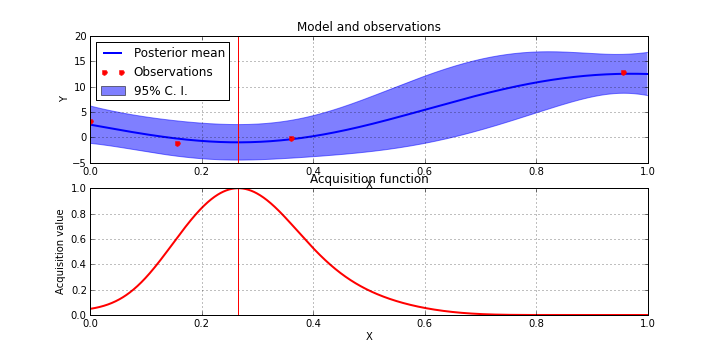 Model and observations
20
15
10
5
0
−5
Y
Posterior mean
Observations
95% C. I.
0.0 0.2 0.4 0.6 0.8 1.0
X
Acquisition function
1.0
0.8
0.6
0.4
0.2
0.0
Acquisition value
0.0 0.2 0.4 0.6 0.8 1.0
X